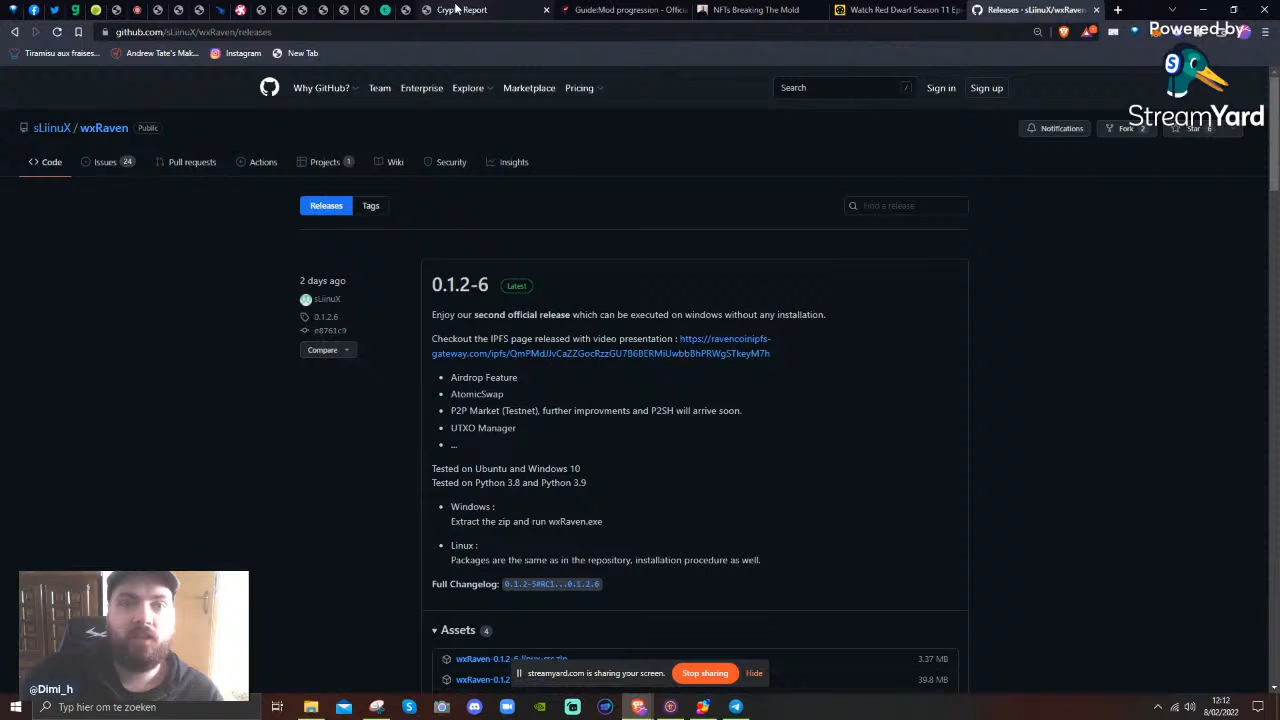 Crypto Report
Guide:Mod progression - Offici
NFTs Breaking The Mold
Watch Red Dwarf Season 11 Ep
Releases · sLiinuX/wxRaven
github.com/sLiinuX/wxRaven/releases
Powered by
Tiramisu aux fraises...
Andrew Tate's Mak...
Instagram
New Tab
StreamYard
Why GitHub?
Team
Enterprise
Explore
Marketplace
Pricing
Search
/
Sign in
Sign up
sLiinuX / wxRaven
Public
Notifications
Fork 2
Star 6
Code
Issues 24
Pull requests
Actions
Projects 1
Wiki
Security
Insights
Releases
Tags
Find a release
2 days ago
sLiinuX
0.1.2.6
e8761c9
Compare
0.1.2-6
Latest
Enjoy our second official release which can be executed on windows without any installation.
Checkout the IPFS page released with video presentation : https://ravencoinipfs-
gateway.com/ipfs/QmPMdJJvCaZZGocRzzGU7B6BERMiUwbbBhPRWgSTkeyM7h
• Airdrop Feature
• AtomicSwap
• P2P Market (Testnet), further improvments and P2SH will arrive soon.
• UTXO Manager
• ...
Tested on Ubuntu and Windows 10
Tested on Python 3.8 and Python 3.9
• Windows :
Extract the zip and run wxRaven.exe
• Linux :
Packages are the same as in the repository, installation procedure as well.
Full Changelog: 0.1.2-5#RC1...0.1.2.6
Assets 4
3.37 MB
wxRaven-0.1.2
39.8 MB
streamyard.com is sharing your screen.
Stop sharing
Hide
@Dimi_h
Typ hier om te zoeken
12:12
8/02/2022